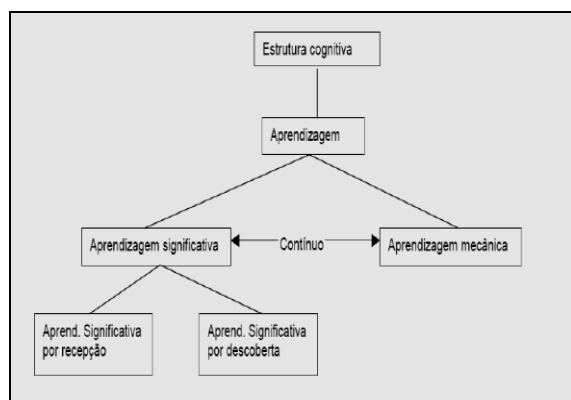 Estrutura cognitiva
Aprendizagem
Aprendizagem significativa
Contínuo
Aprendizagem mecânica
Aprend. Significativa
por recepção
Aprend. Significativa
por descoberta